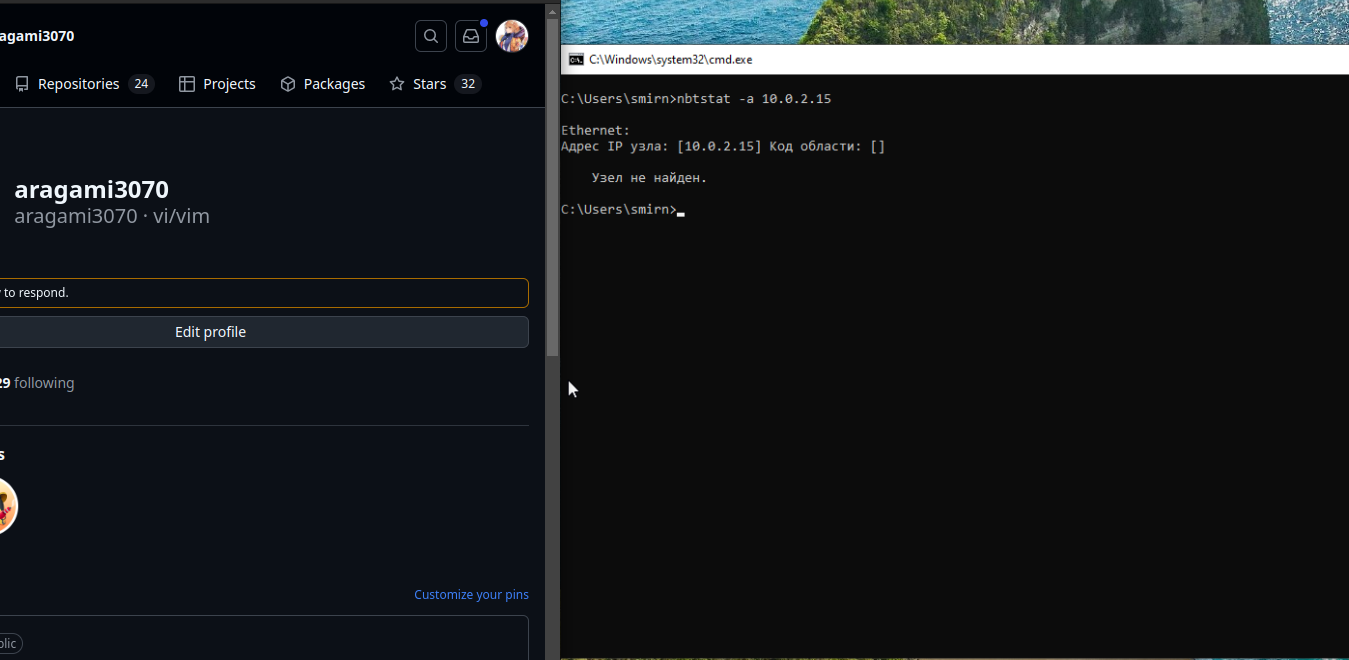 agami3070
Repositories 24 Projects Packages Stars 32
aragami3070
aragami3070 · vi/vim
to respond.
Edit profile
29 following
s
Customize your pins
blic
C:\Windows\system32\cmd.exe
C:\Users\smirn>nbtstat -a 10.0.2.15
Ethernet:
Адрес IP узла: [10.0.2.15] Код области: []
Узел не найден.
C:\Users\smirn>